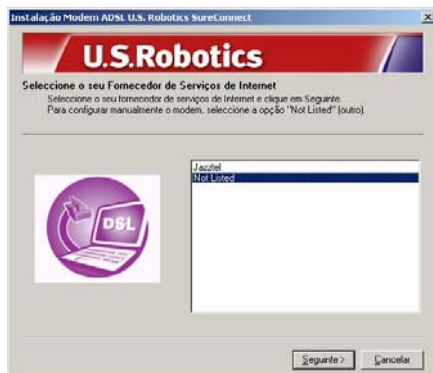 Instalação Modem ADSL U.S. Robotics SureConnect
U.S.Robotics
Seleccione o seu Fornecedor de Serviços de Internet
Seleccione o seu fornecedor de serviços de Internet e clique em Seguinte.
Para configurar manualmente o modem, seleccione a opção "Not Listed" (outro).
Jazztel
Not Listed
DSL
Seguinte >
Cancelar